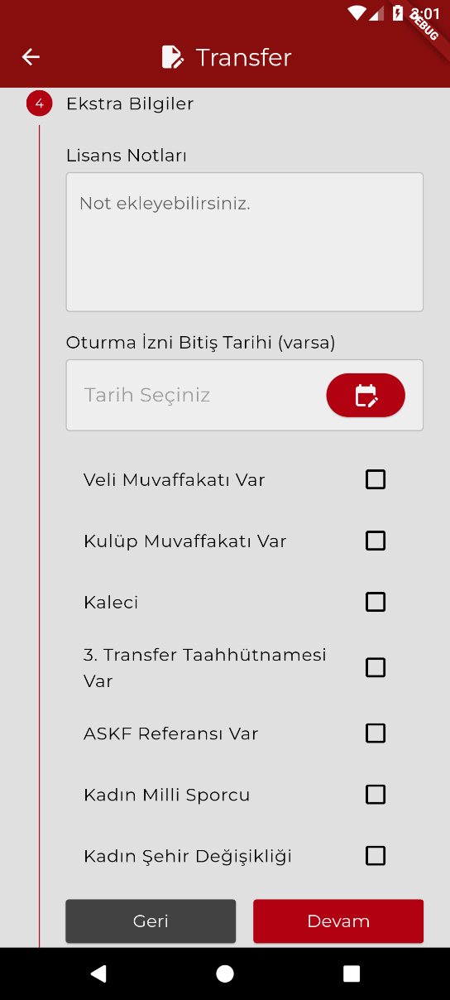 3:01
DEBUG
Transfer
4 Ekstra Bilgiler
Lisans Notları
Not ekleyebilirsiniz.
Oturma İzni Bitiş Tarihi (varsa)
Tarih Seçiniz
Veli Muvaffakatı Var
Kulüp Muvaffakatı Var
Kaleci
3. Transfer Taahhütnamesi
Var
ASKF Referansı Var
Kadın Milli Sporcu
Kadın Şehir Değişikliği
Geri Devam